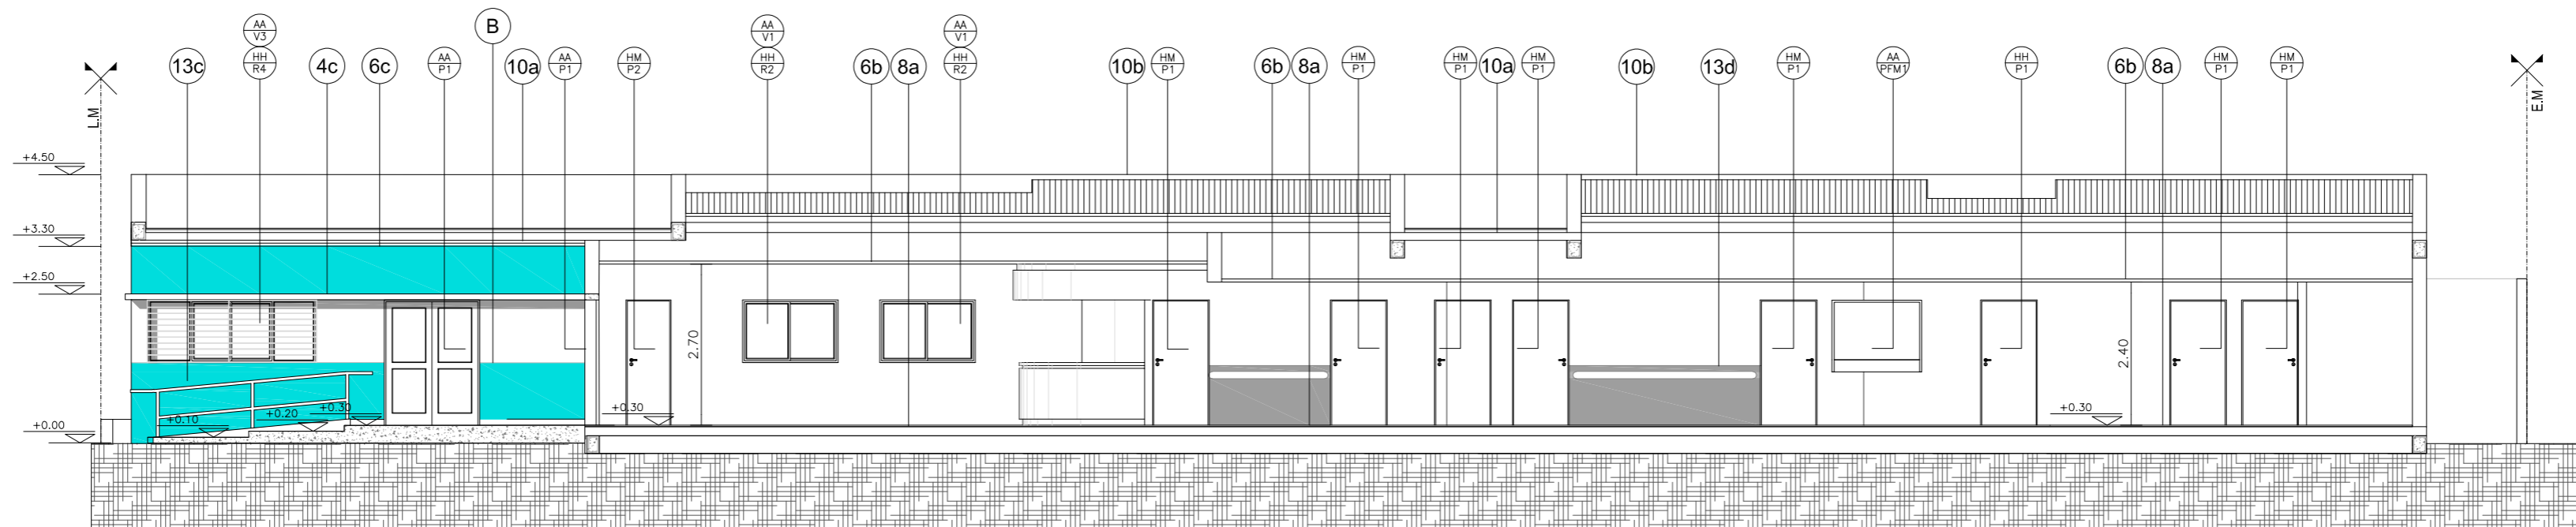 AA
V3
HH
R4
B
AA
V1
HH
R2
AA
V1
HH
R2
13c
4c
6c
AA
P1
10a
AA
P1
HM
P2
6b
8a
10b
HM
P1
6b
8a
HM
P1
HM
P1
10a
HM
P1
10b
13d
HM
P1
AA
PFM1
HH
P1
6b
8a
HM
P1
HM
P1
L.M
E.M
+4.50
+3.30
+2.50
2.70
2.40
+0.30
+0.20
+0.10
+0.30
+0.30
+0.00